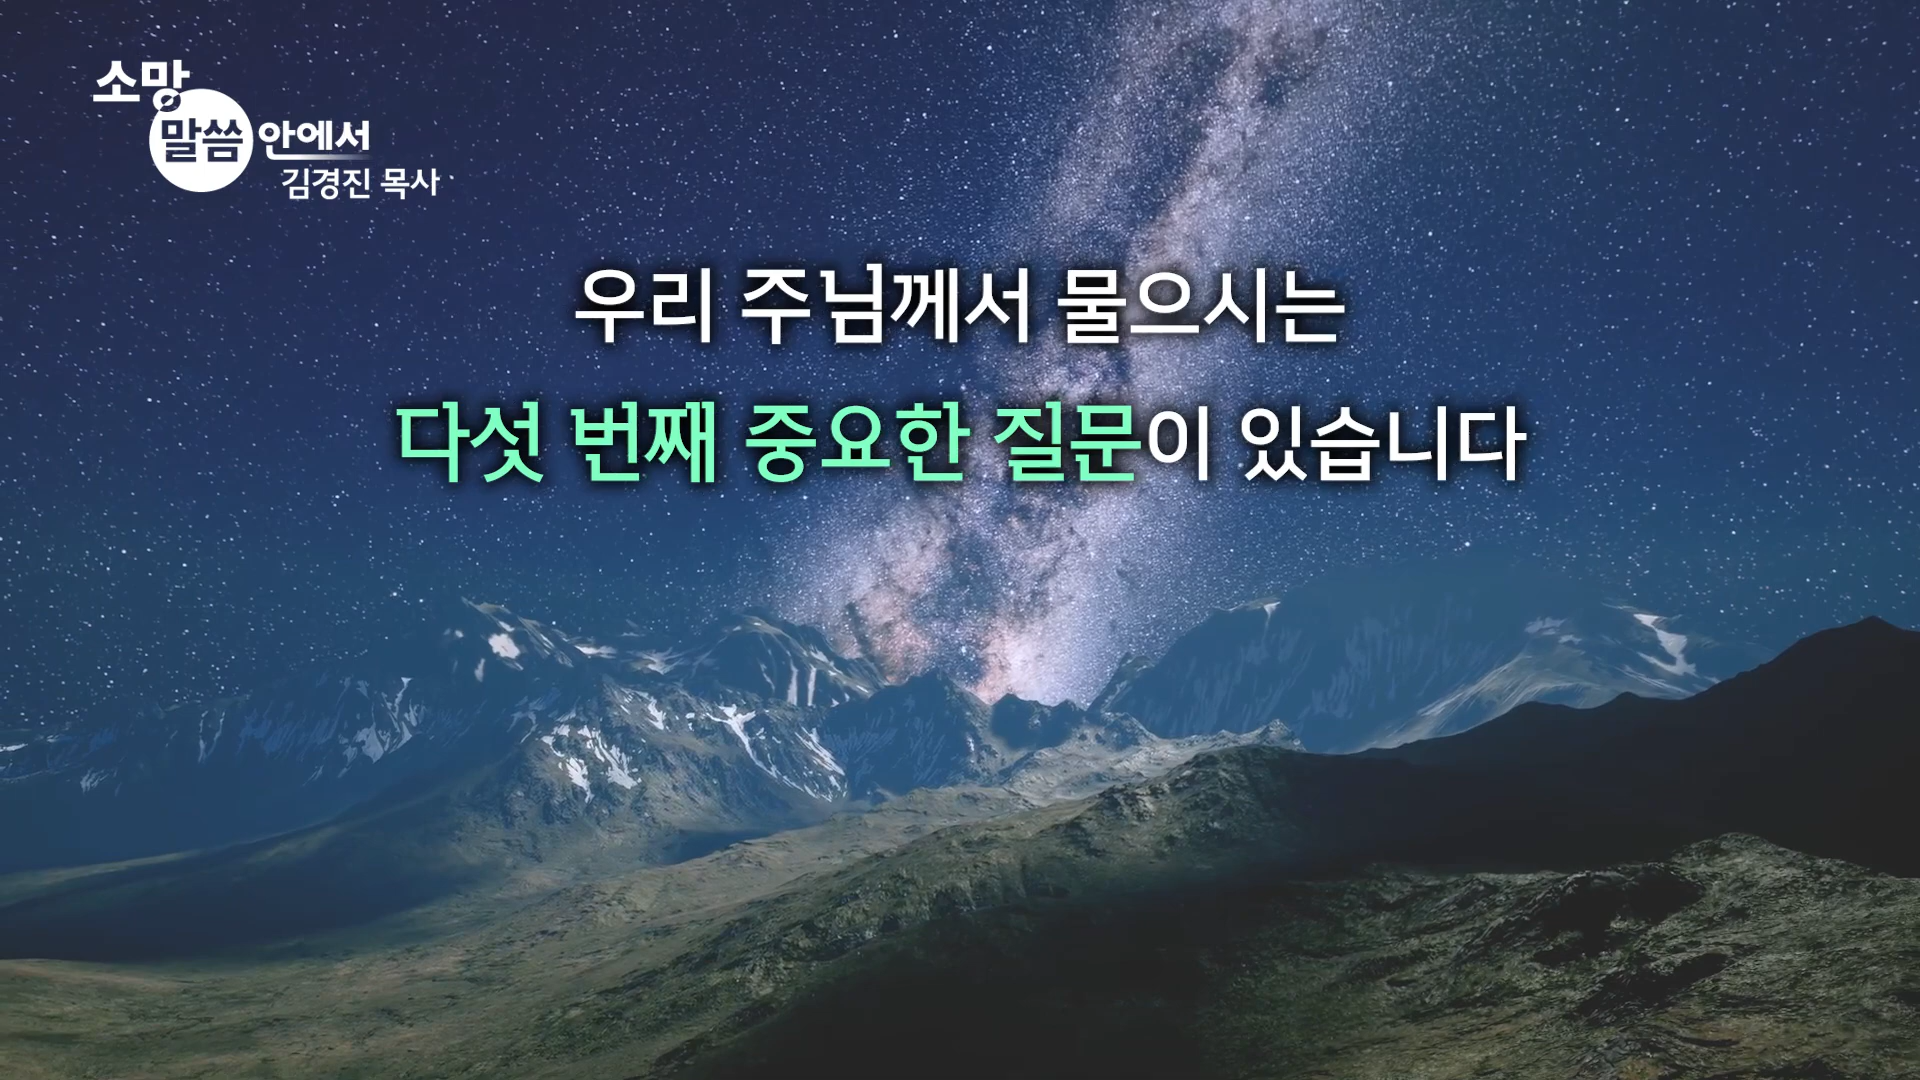 소망
말씀 안에서
김경진 목사
우리 주님께서 물으시는
다섯 번째 중요한 질문이 있습니다